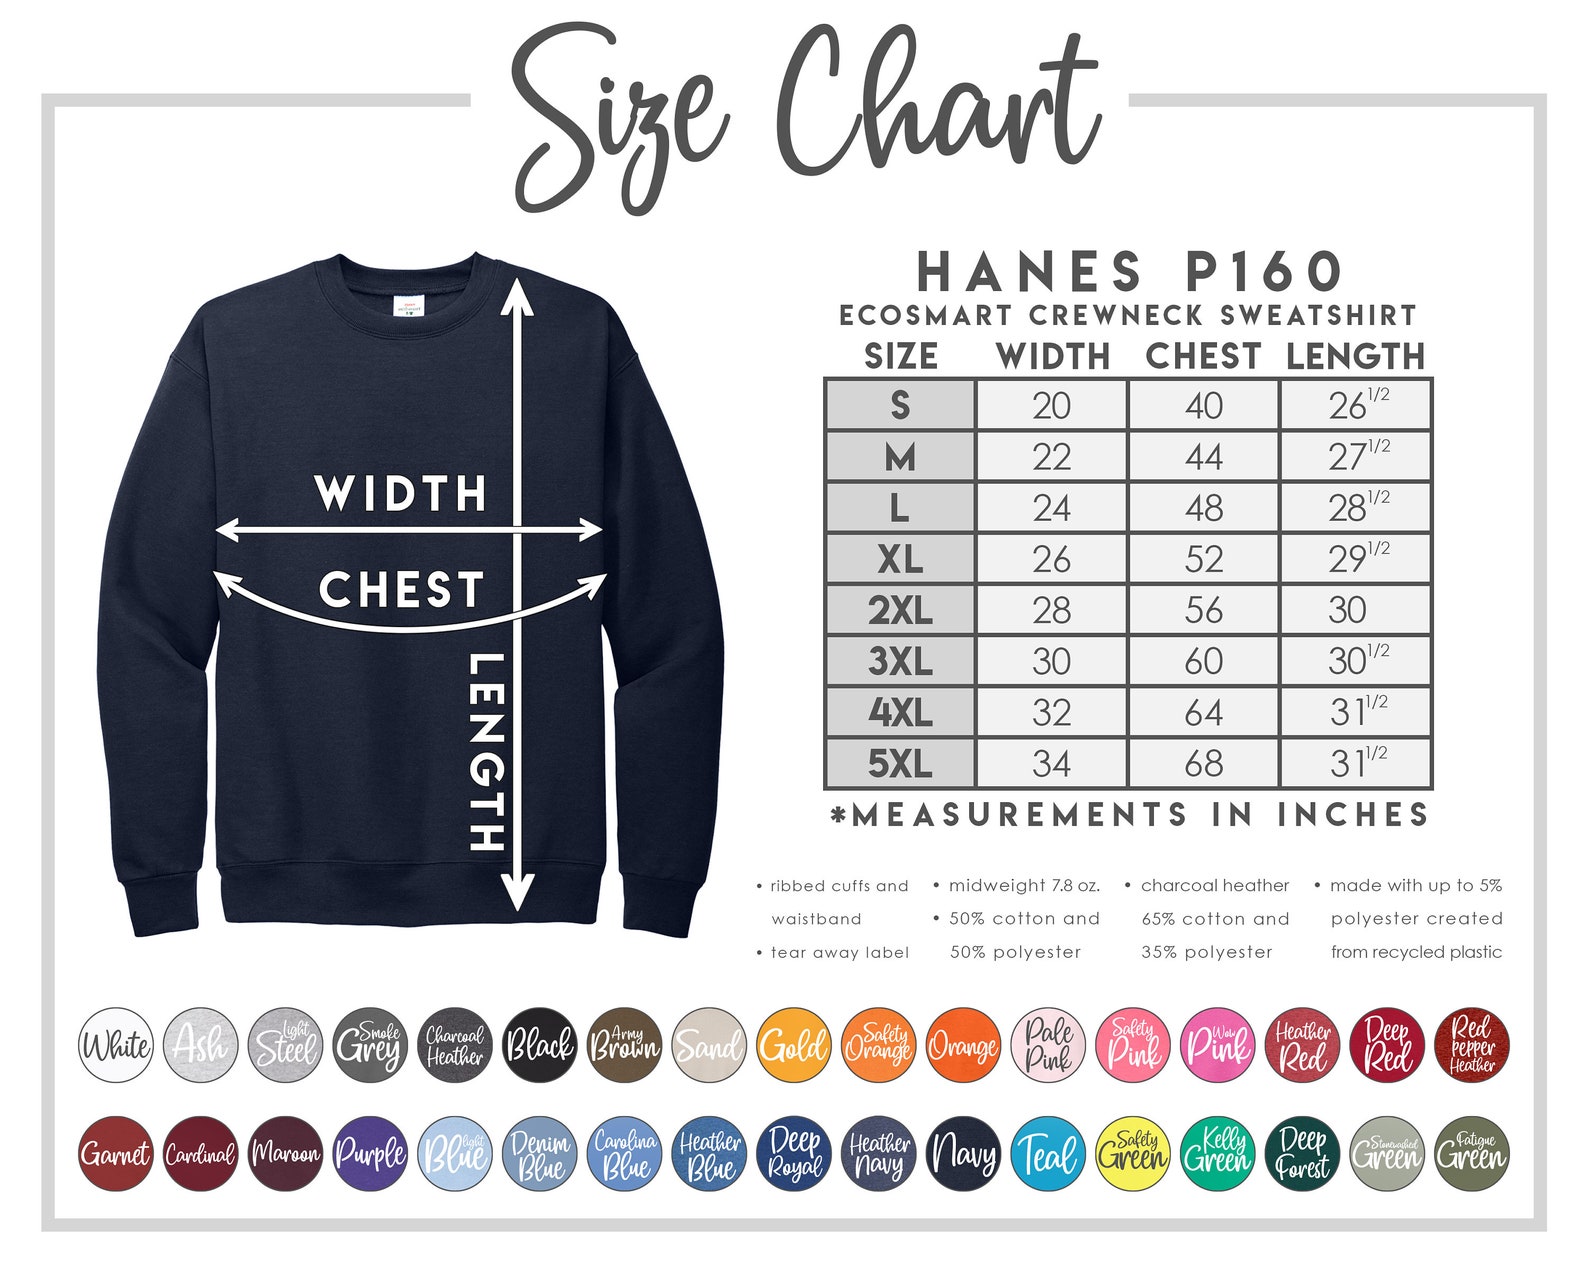 Size Chart
HANES P160
ECOSMART CREWNECK SWEATSHIRT
SIZE WIDTH CHEST LENGTH
S 20 40 26 1/2
M 22 44 27 1/2
L 24 48 28 1/2
XL 26 52 29 1/2
2XL 28 56 30
3XL 30 60 30 1/2
4XL 32 64 31 1/2
5XL 34 68 31 1/2
*MEASUREMENTS IN INCHES
WIDTH
CHEST
LENGTH
• ribbed cuffs and
waistband
• tear away label
• midweight 7.8 oz.
• 50% cotton and
50% polyester
• charcoal heather
65% cotton and
35% polyester
• made with up to 5%
polyester created
from recycled plastic
White
Ash
Light
Steel
Smoke
Grey
Charcoal
Heather
Black
Army
Brown
Sand
Gold
Safety
Orange
Orange
Pale
Pink
Safety
Pink
Wow
Pink
Heather
Red
Deep
Red
Red
Pepper
Heather
Garnet
Cardinal
Maroon
Purple
light
Blue
Denim
Blue
Carolina
Blue
Heather
Blue
Deep
Royal
Heather
Navy
Navy
Teal
Safety
Green
Kelly
Green
Deep
Forest
Stonewashed
Green
Fatigue
Green